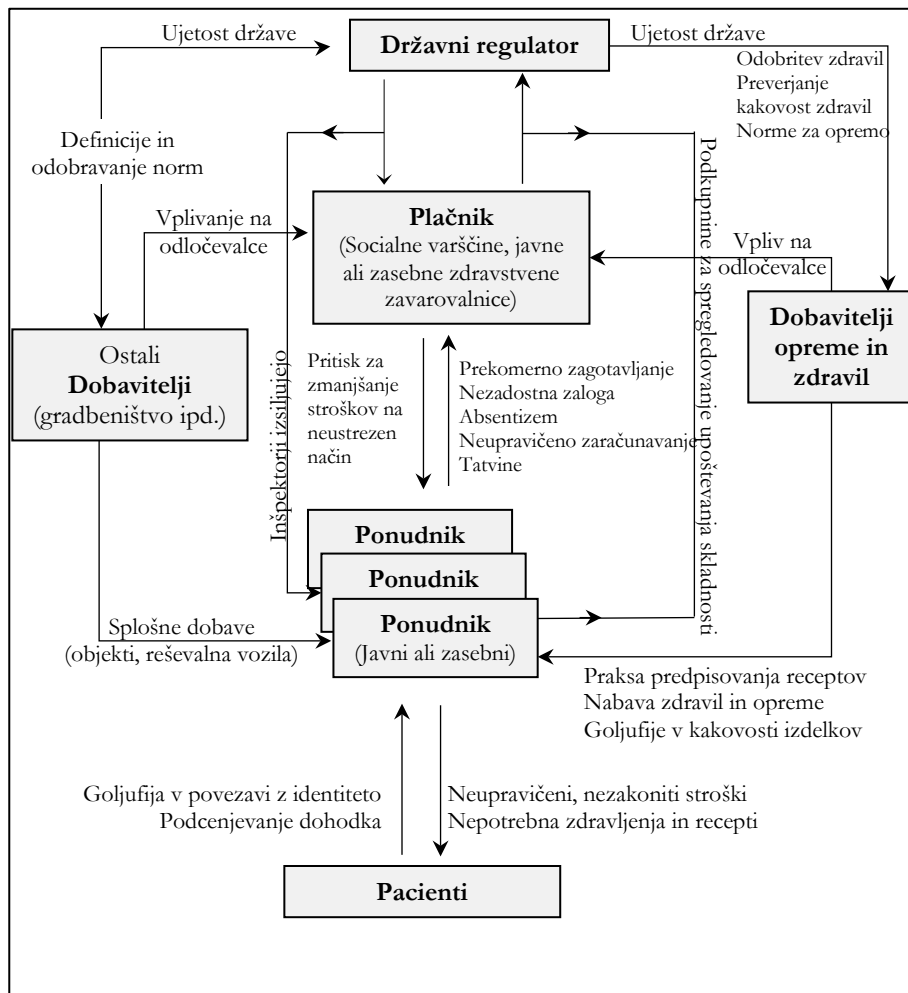 Ujetost države
Državni regulator
Ujetost države
Odobritev zdravil
Preverjanje
kakovost zdravil
Norme za opremo
Definicije in
odobravanje norm
Vplivanje na
odločevalce
Plačnik
(Socialne varščine, javne
ali zasebne zdravstvene
zavarovalnice)
Vpliv na
odločevalce
Podkupnine za spregledovanje upoštevanja skladnosti
Ostali
Dobavitelji
(gradbeništvo ipd.)
Inšpektorji izsiljujejo
Pritisk za
zmanjšanje
stroškov na
neustrezen
način
Prekomerno zagotavljanje
Nezadostna zaloga
Absentizem
Neupravičeno zaračunavanje
Tatvine
Dobavitelji
opreme in
zdravil
Ponudnik
Ponudnik
Ponudnik
(Javni ali zasebni)
Splošne dobave
(objekti, reševalna vozila)
Praksa predpisovanja receptov
Nabava zdravil in opreme
Goljufije v kakovosti izdelkov
Goljufija v povezavi z identiteto
Podcenjevanje dohodka
Neupravičeni, nezakoniti stroški
Nepotrebna zdravljenja in recepti
Pacienti